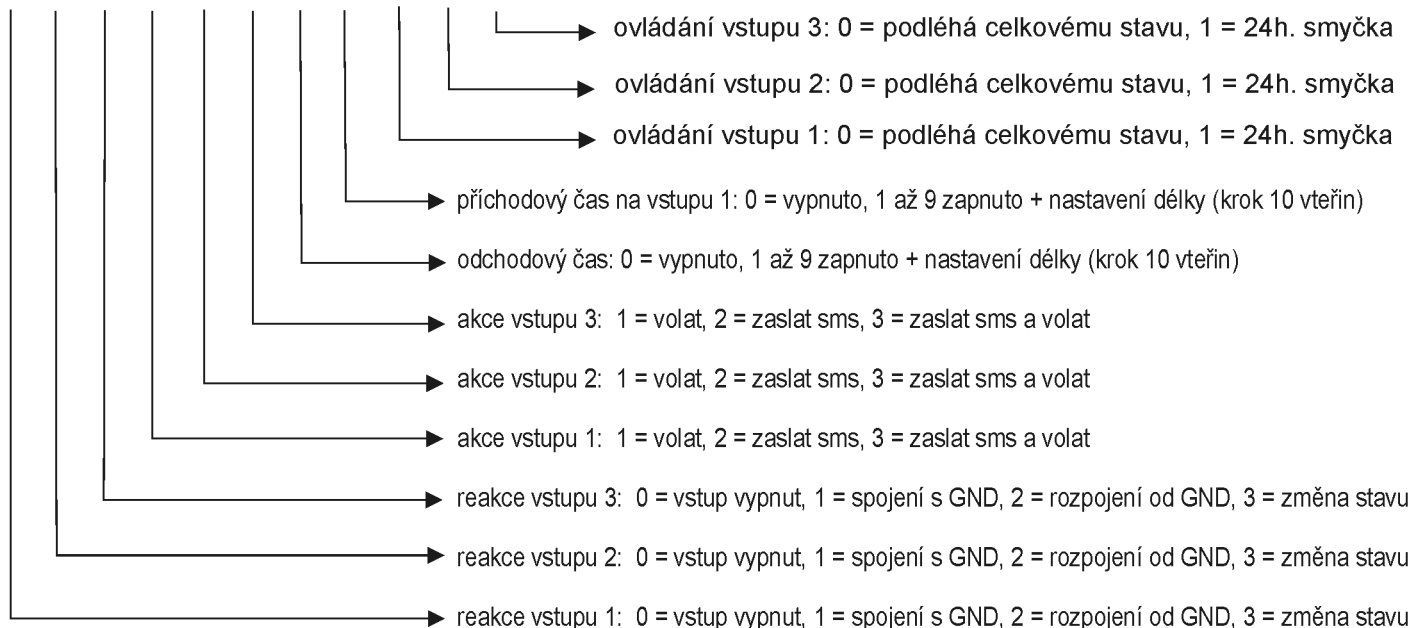 ovládání vstupu 3: 0 = podléhá celkovému stavu, 1 = 24h. smyčka
ovládání vstupu 2: 0 = podléhá celkovému stavu, 1 = 24h. smyčka
ovládání vstupu 1: 0 = podléhá celkovému stavu, 1 = 24h. smyčka
příchodový čas na vstupu 1: 0 = vypnuto, 1 až 9 zapnuto + nastavení délky (krok 10 vteřin)
odchodový čas: 0 = vypnuto, 1 až 9 zapnuto + nastavení délky (krok 10 vteřin)
akce vstupu 3: 1 = volat, 2 = zaslat sms, 3 = zaslat sms a volat
akce vstupu 2: 1 = volat, 2 = zaslat sms, 3 = zaslat sms a volat
akce vstupu 1: 1 = volat, 2 = zaslat sms, 3 = zaslat sms a volat
reakce vstupu 3: 0 = vstup vypnut, 1 = spojení s GND, 2 = rozpojení od GND, 3 = změna stavu
reakce vstupu 2: 0 = vstup vypnut, 1 = spojení s GND, 2 = rozpojení od GND, 3 = změna stavu
reakce vstupu 1: 0 = vstup vypnut, 1 = spojení s GND, 2 = rozpojení od GND, 3 = změna stavu